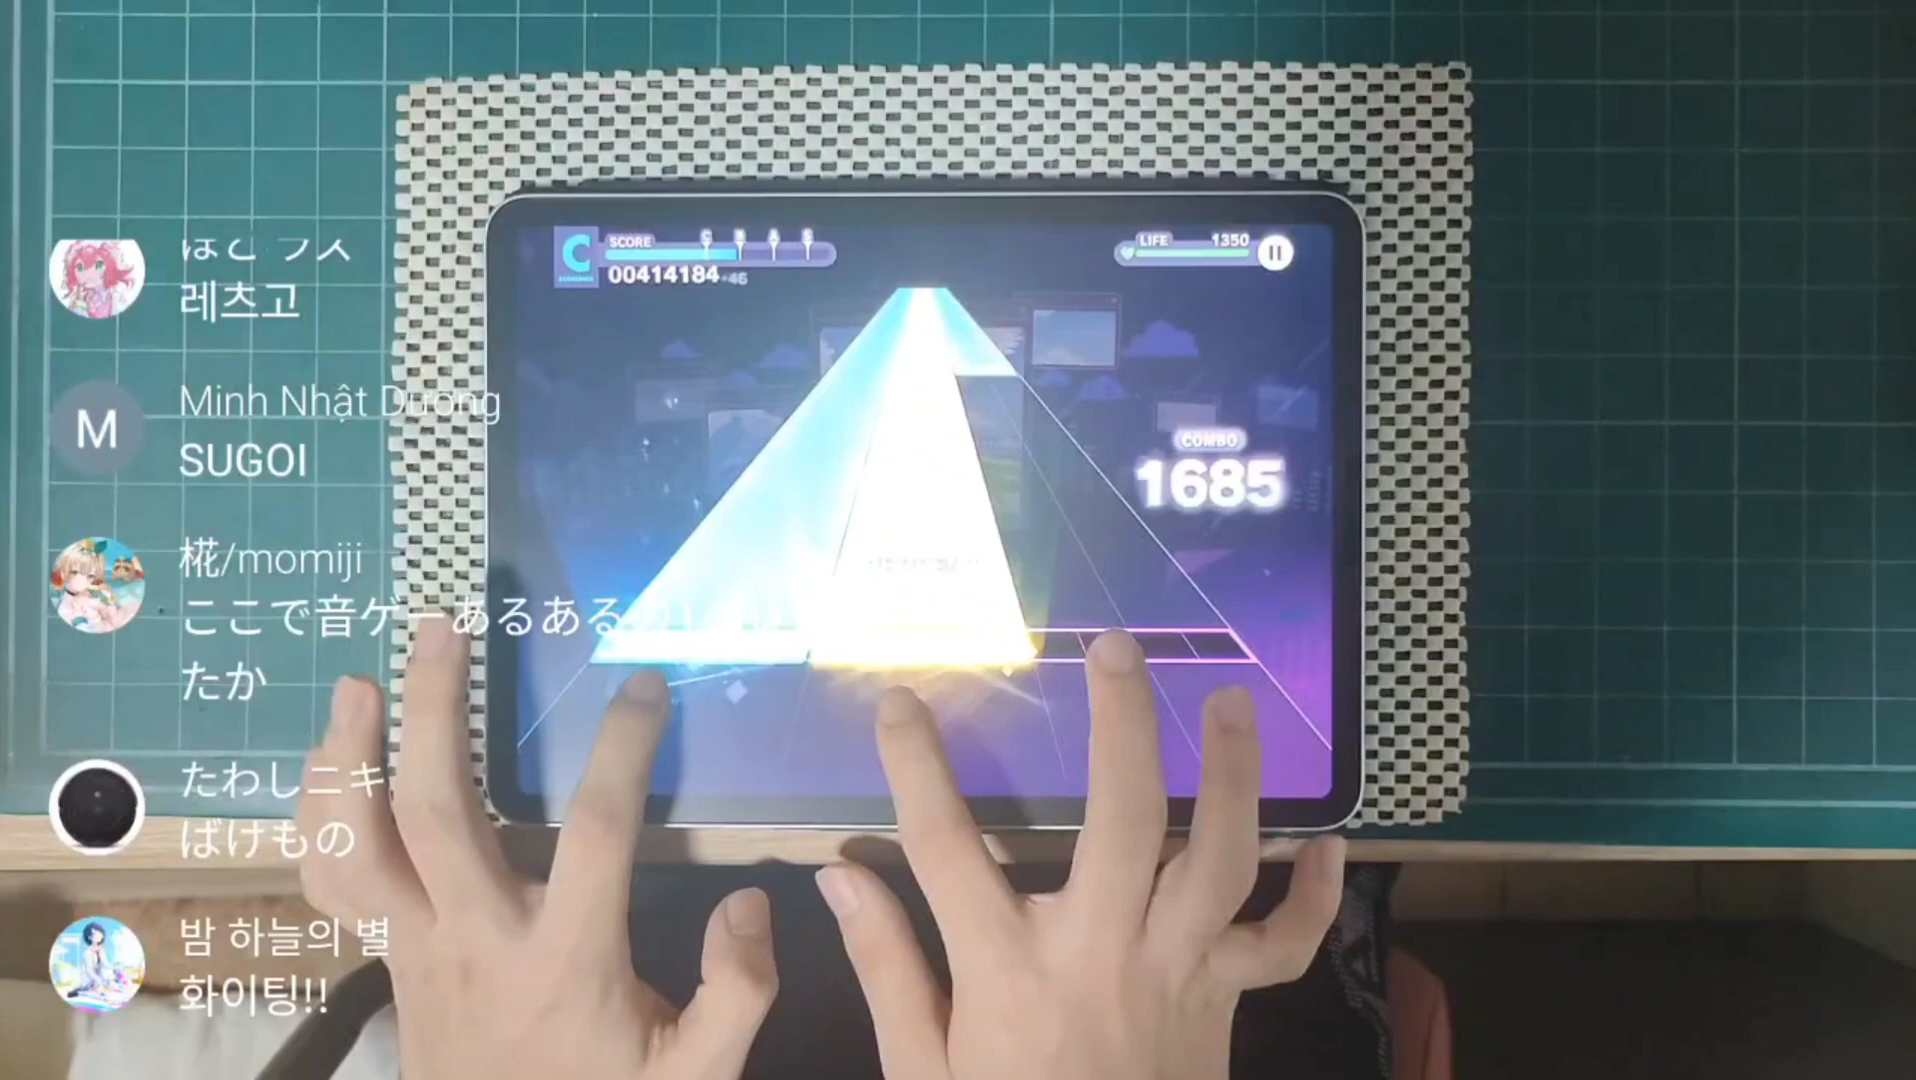 레츠고
Minh Nhật Dương
M
SUGOI
椛/momiji
ここで音ゲーあるある
たか
たわしニキ
ばけもの
밤 하늘의 별
화이팅!!
C
SCORE
C B A S
00414184 +46
LIFE 1350
COMBO
1685